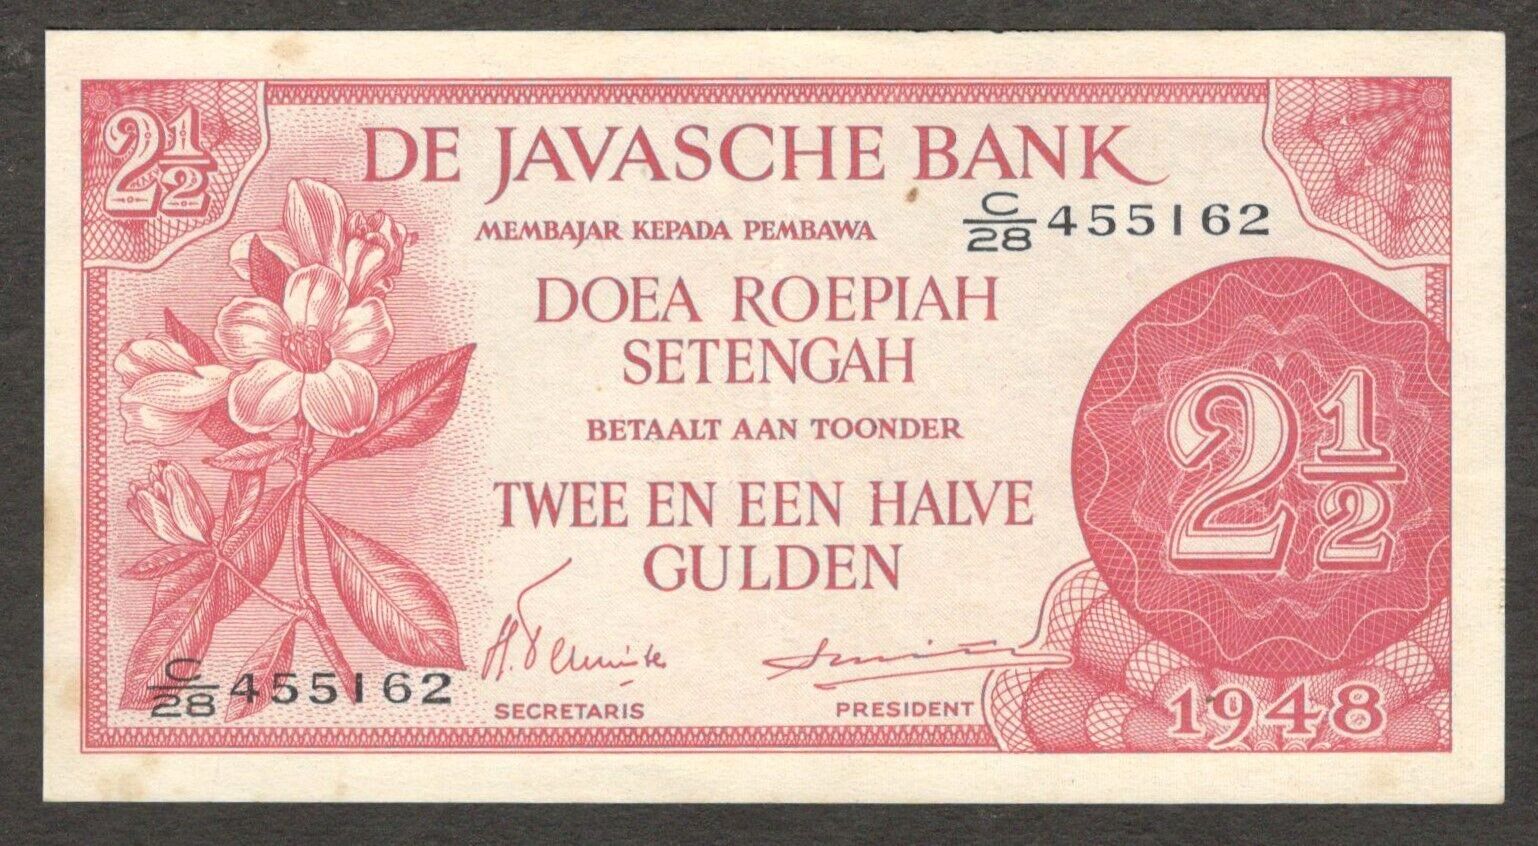 2½
DE JAVASCHE BANK
MEMBAJAR KEPADA PEMBAWA
C/28 455162
DOEA ROEPIAH
SETENGAH
BETAALT AAN TOONDER
TWEE EN EEN HALVE
GULDEN
2½
C/28 455162
SECRETARIS
PRESIDENT
1948